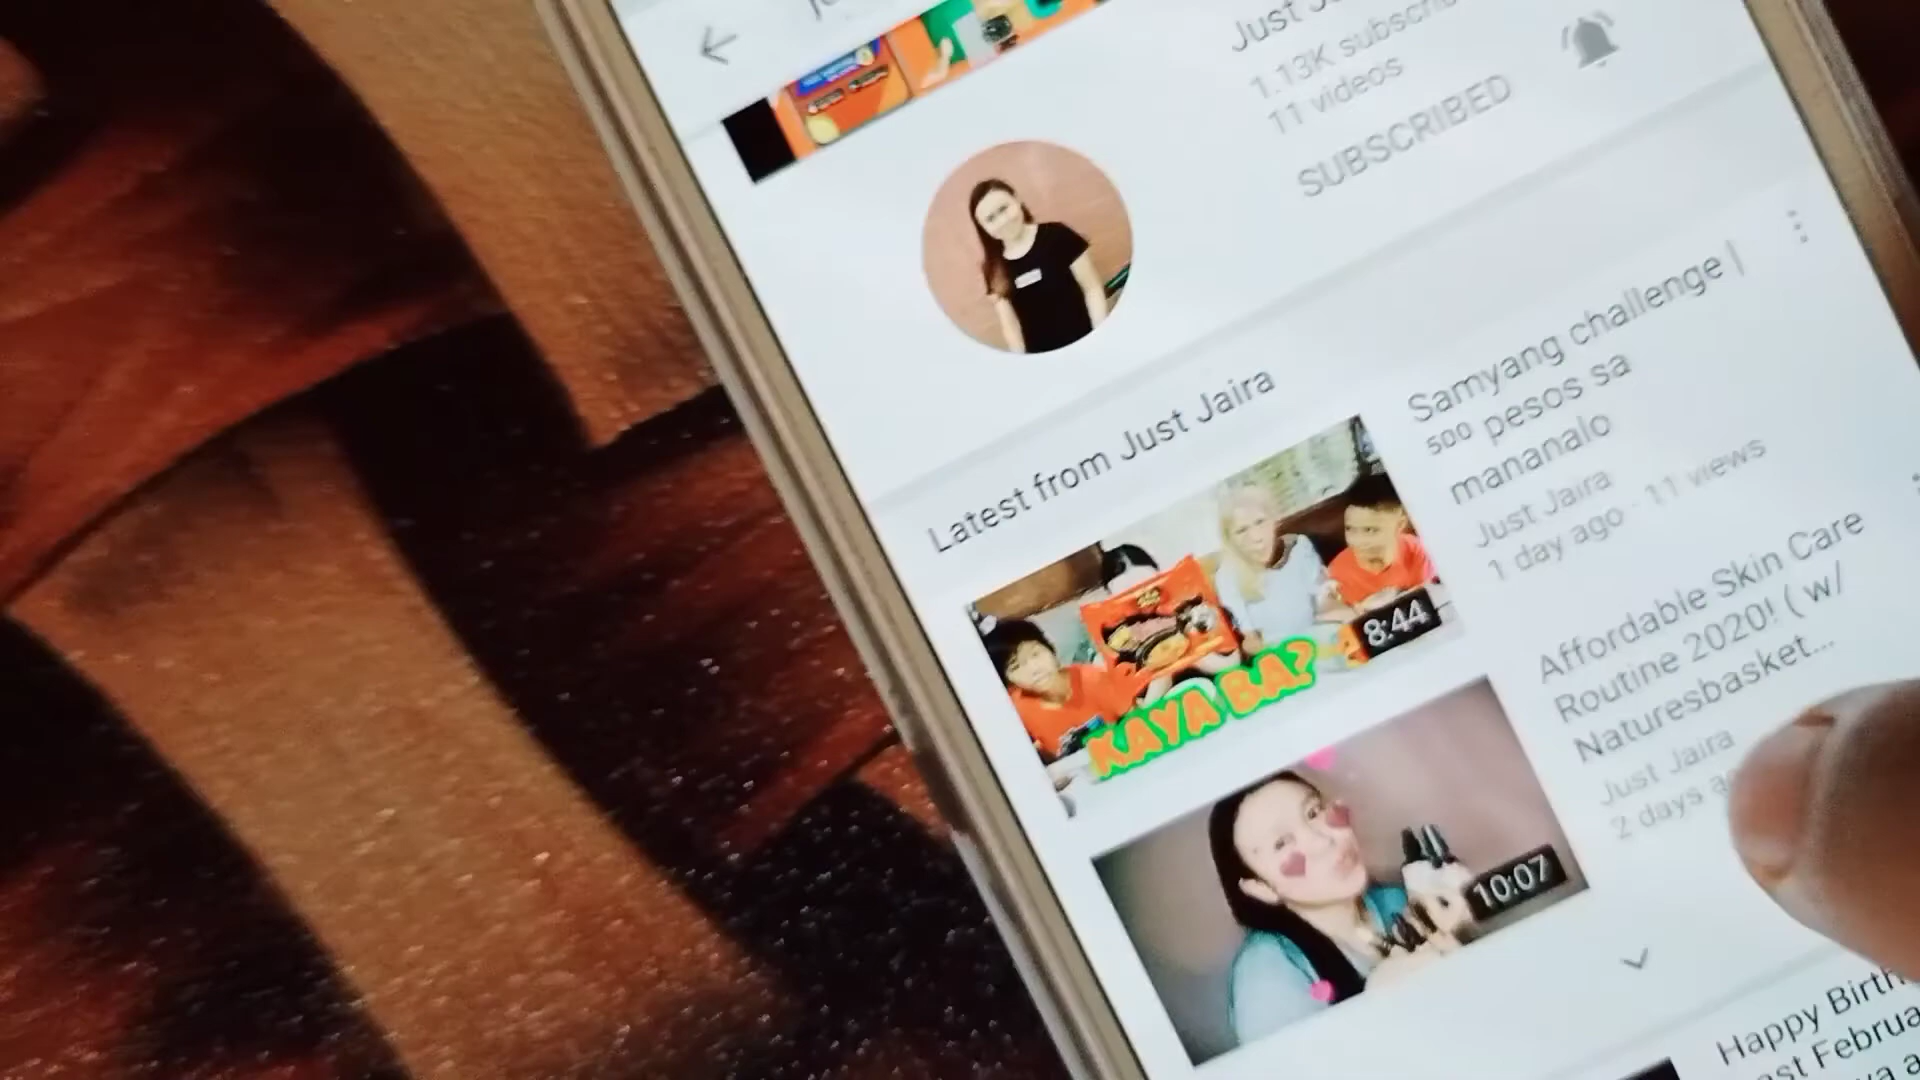 Just
1.13K subscri
11 videos
SUBSCRIBED
Latest from Just Jaira
Samyang challenge |
500 pesos sa
mananalo
Just Jaira
1 day ago · 11 views
KAYA BA?
8:44
Affordable Skin Care
Routine 2020! ( w/
Naturesbasket...
Just Jaira
2 days a
10:07
Happy Birth
est Februa
ya a